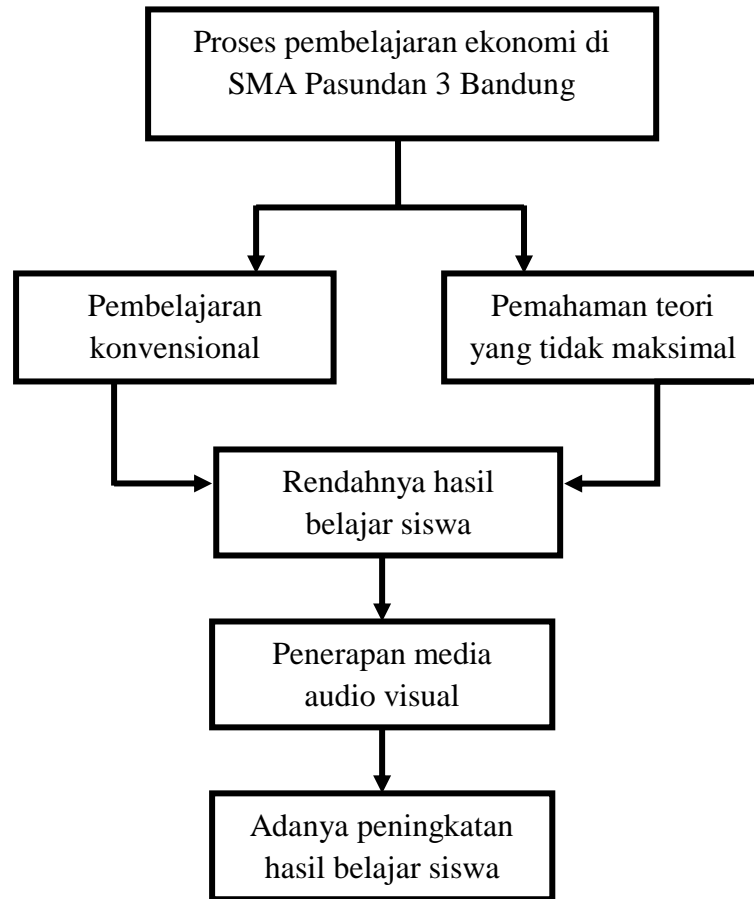 Proses pembelajaran ekonomi di
SMA Pasundan 3 Bandung
Pembelajaran
konvensional
Pemahaman teori
yang tidak maksimal
Rendahnya hasil
belajar siswa
Penerapan media
audio visual
Adanya peningkatan
hasil belajar siswa